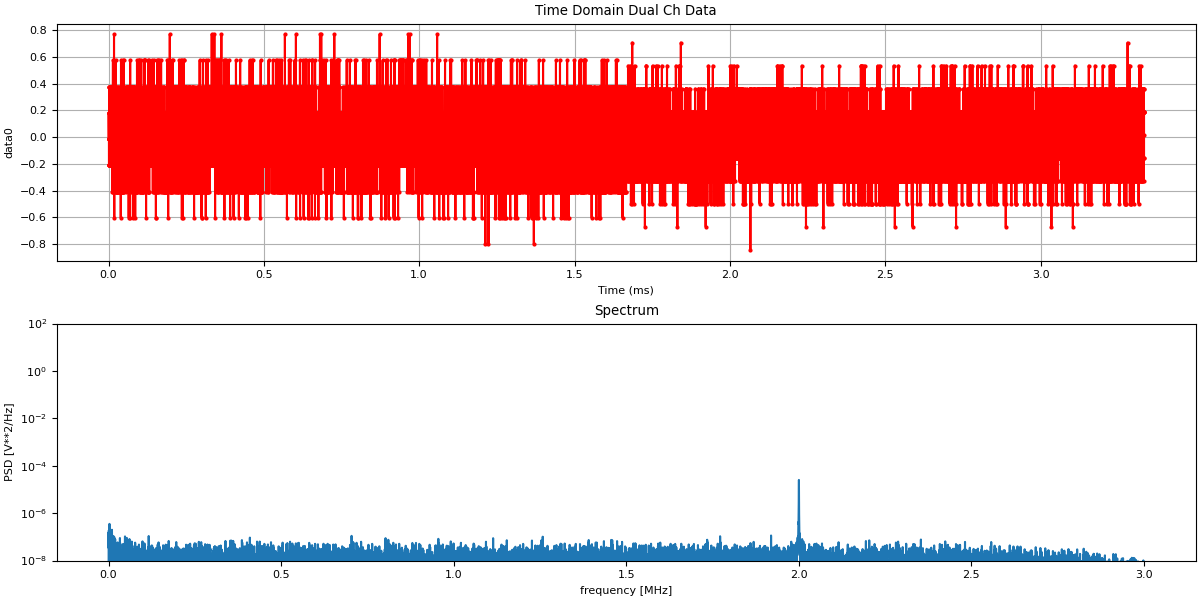 Time Domain Dual Ch Data
data0
0.8
0.6
0.4
0.2
0.0
−0.2
−0.4
−0.6
−0.8
0.0 0.5 1.0 1.5 2.0 2.5 3.0
Time (ms)
Spectrum
PSD [V**2/Hz]
10²
10⁰
10⁻²
10⁻⁴
10⁻⁶
10⁻⁸
0.0 0.5 1.0 1.5 2.0 2.5 3.0
frequency [MHz]